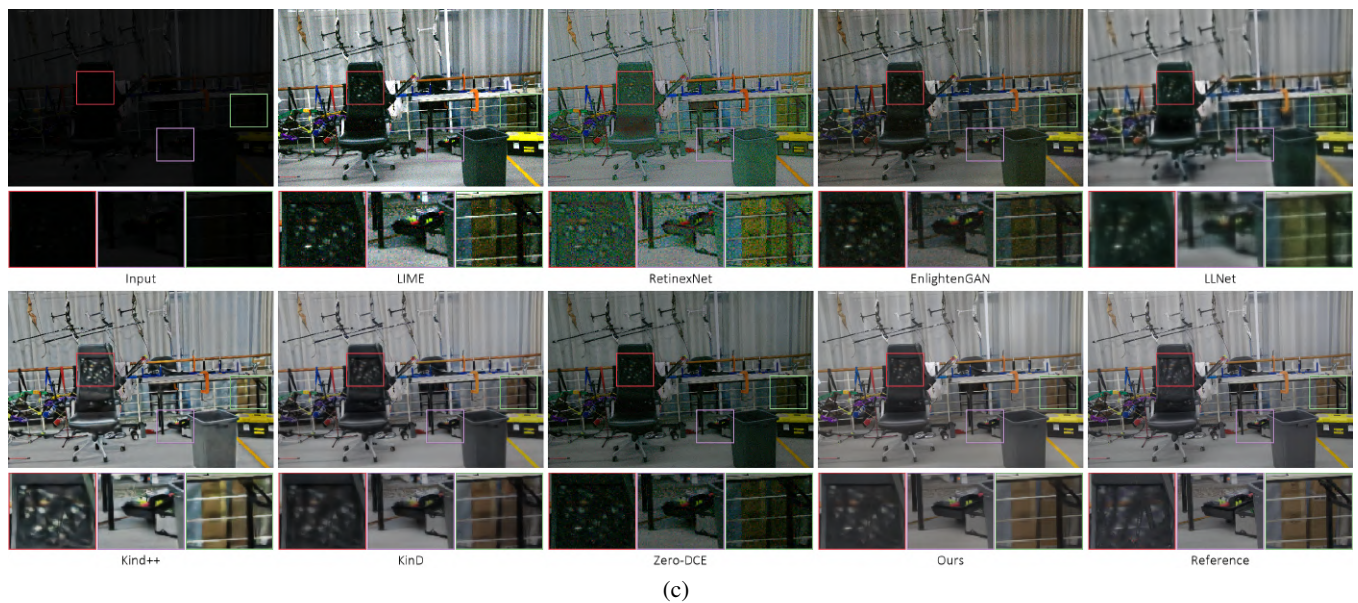 Input LIME RetinexNet EnlightenGAN LLNet
Kind++ KinD Zero-DCE Ours Reference
(c)